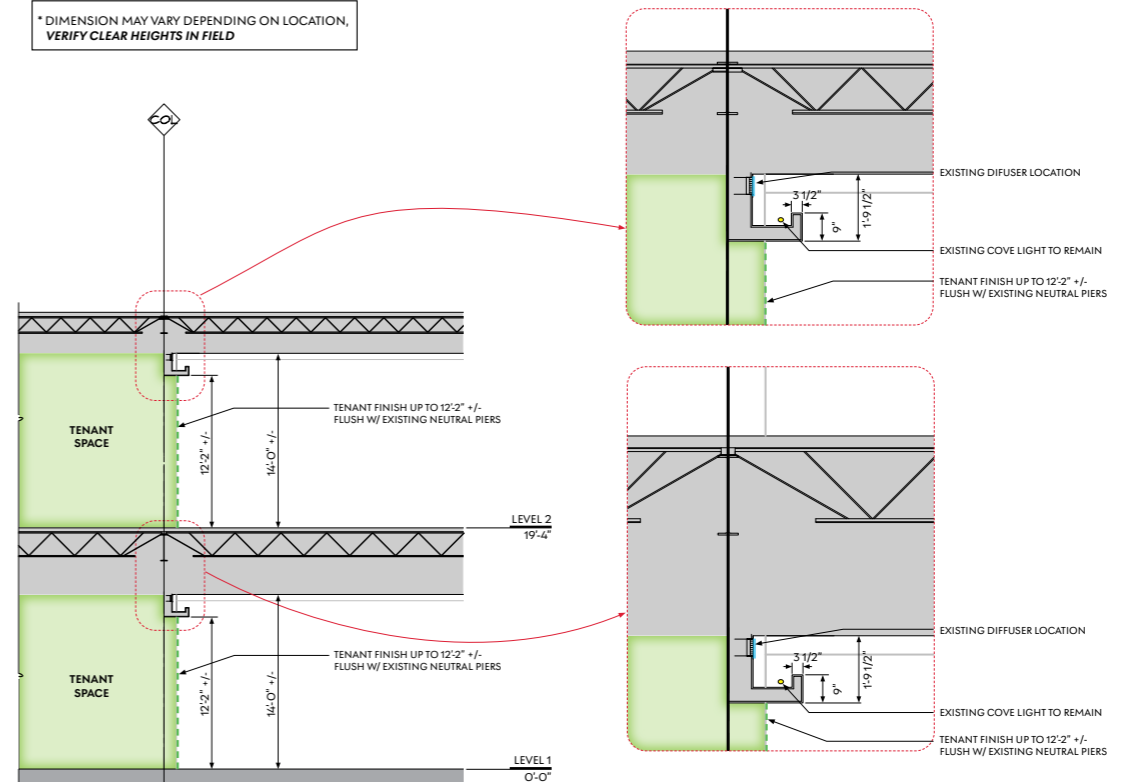 * DIMENSION MAY VARY DEPENDING ON LOCATION,
VERIFY CLEAR HEIGHTS IN FIELD
COL
TENANT
SPACE
TENANT FINISH UP TO 12'-2" +/-
FLUSH W/ EXISTING NEUTRAL PIERS
12'-2" +/-
14'-0" +/-
LEVEL 2
19'-4"
TENANT
SPACE
TENANT FINISH UP TO 12'-2" +/-
FLUSH W/ EXISTING NEUTRAL PIERS
12'-2" +/-
14'-0" +/-
LEVEL 1
0'-0"
EXISTING DIFUSER LOCATION
3 1/2"
9"
1'-9 1/2"
EXISTING COVE LIGHT TO REMAIN
TENANT FINISH UP TO 12'-2" +/-
FLUSH W/ EXISTING NEUTRAL PIERS
EXISTING DIFFUSER LOCATION
3 1/2"
9"
1'-9 1/2"
EXISTING COVE LIGHT TO REMAIN
TENANT FINISH UP TO 12'-2" +/-
FLUSH W/ EXISTING NEUTRAL PIERS